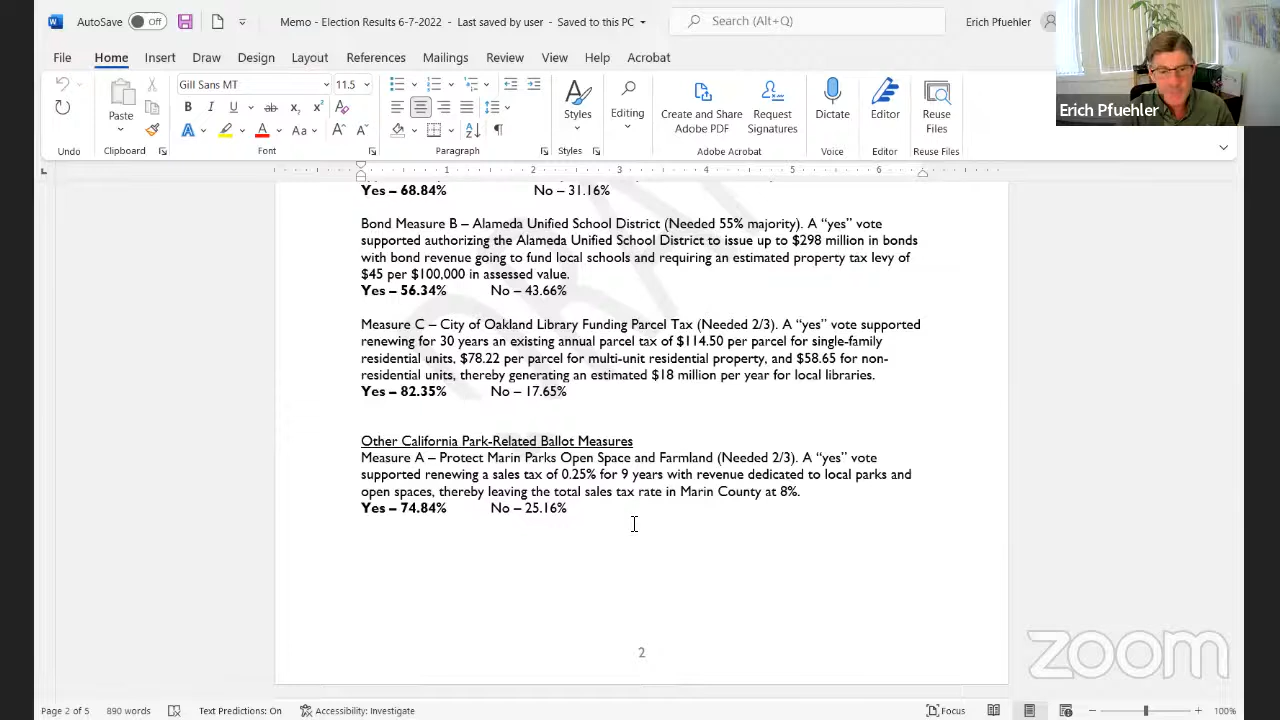 AutoSave Off Memo - Election Results 6-7-2022 - Last saved by user - Saved to this PC Search (Alt+Q) Erich Pfuehler
File Home Insert Draw Design Layout References Mailings Review View Help Acrobat
Gill Sans MT 11.5
Paste
Styles
Editing
Create and Share Adobe PDF
Request Signatures
Dictate
Editor
Reuse Files
Undo Clipboard Font Paragraph Styles Adobe Acrobat Voice Editor Reuse Files
Erich Pfuehler
1 2 3 4 5 6
Yes – 68.84% No – 31.16%
Bond Measure B – Alameda Unified School District (Needed 55% majority). A “yes” vote
supported authorizing the Alameda Unified School District to issue up to $298 million in bonds
with bond revenue going to fund local schools and requiring an estimated property tax levy of
$45 per $100,000 in assessed value.
Yes – 56.34% No – 43.66%
Measure C – City of Oakland Library Funding Parcel Tax (Needed 2/3). A “yes” vote supported
renewing for 30 years an existing annual parcel tax of $114.50 per parcel for single-family
residential units, $78.22 per parcel for multi-unit residential property, and $58.65 for non-
residential units, thereby generating an estimated $18 million per year for local libraries.
Yes – 82.35% No – 17.65%
Other California Park-Related Ballot Measures
Measure A – Protect Marin Parks Open Space and Farmland (Needed 2/3). A “yes” vote
supported renewing a sales tax of 0.25% for 9 years with revenue dedicated to local parks and
open spaces, thereby leaving the total sales tax rate in Marin County at 8%.
Yes – 74.84% No – 25.16%
2
zoom
Page 2 of 5 890 words Text Predictions: On Accessibility: Investigate Focus 100%